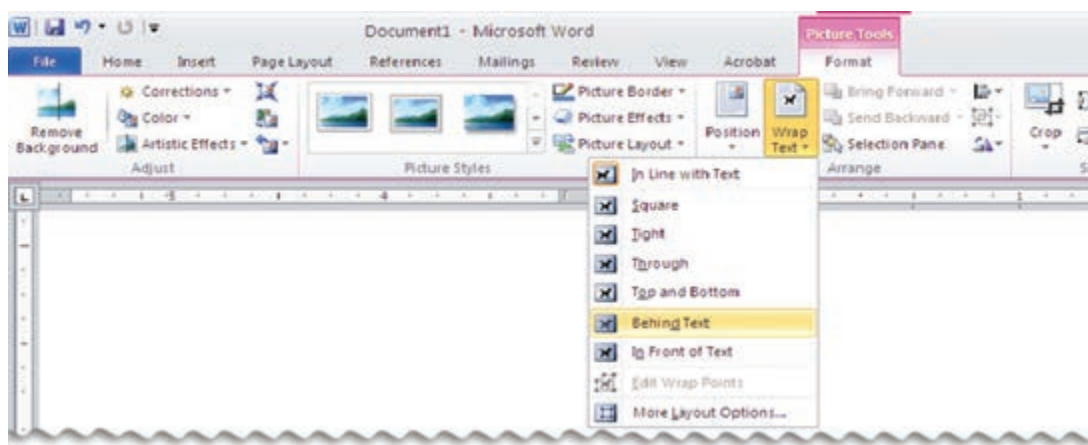 Document1 - Microsoft Word
Picture Tools
File Home Insert Page Layout References Mailings Review View Acrobat Format
Corrections
Color
Artistic Effects
Remove Background
Adjust
Picture Styles
Picture Border
Picture Effects
Picture Layout
Position
Wrap Text
Bring Forward
Send Backward
Selection Pane
Arrange
Crop
In Line with Text
Square
Tight
Through
Top and Bottom
Behind Text
In Front of Text
Edit Wrap Points
More Layout Options...